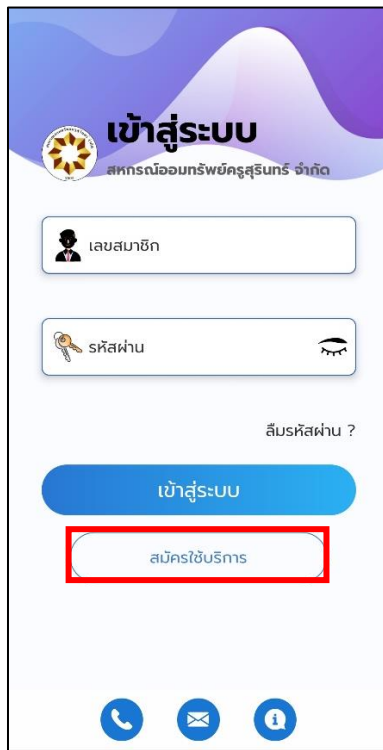 เข้าสู่ระบบ
สหกรณ์ออมทรัพย์ครูสุรินทร์ จำกัด
เลขสมาชิก
รหัสผ่าน
ลืมรหัสผ่าน ?
เข้าสู่ระบบ
สมัครใช้บริการ